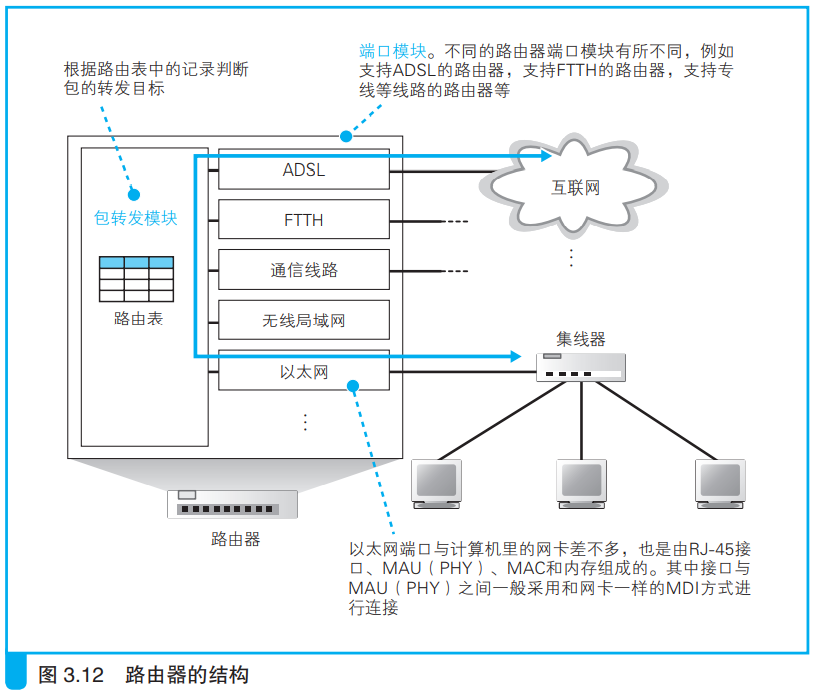 端口模块。不同的路由器端口模块有所不同，例如
支持ADSL的路由器，支持FTTH的路由器，支持专
线等线路的路由器等
根据路由表中的记录判断
包的转发目标
包转发模块
路由表
ADSL
FTTH
通信线路
无线局域网
以太网
⋮
互联网
⋮
集线器
路由器
以太网端口与计算机里的网卡差不多，也是由RJ-45接
口、MAU（PHY）、MAC和内存组成的。其中接口与
MAU（PHY）之间一般采用和网卡一样的MDI方式进
行连接
图 3.12 路由器的结构